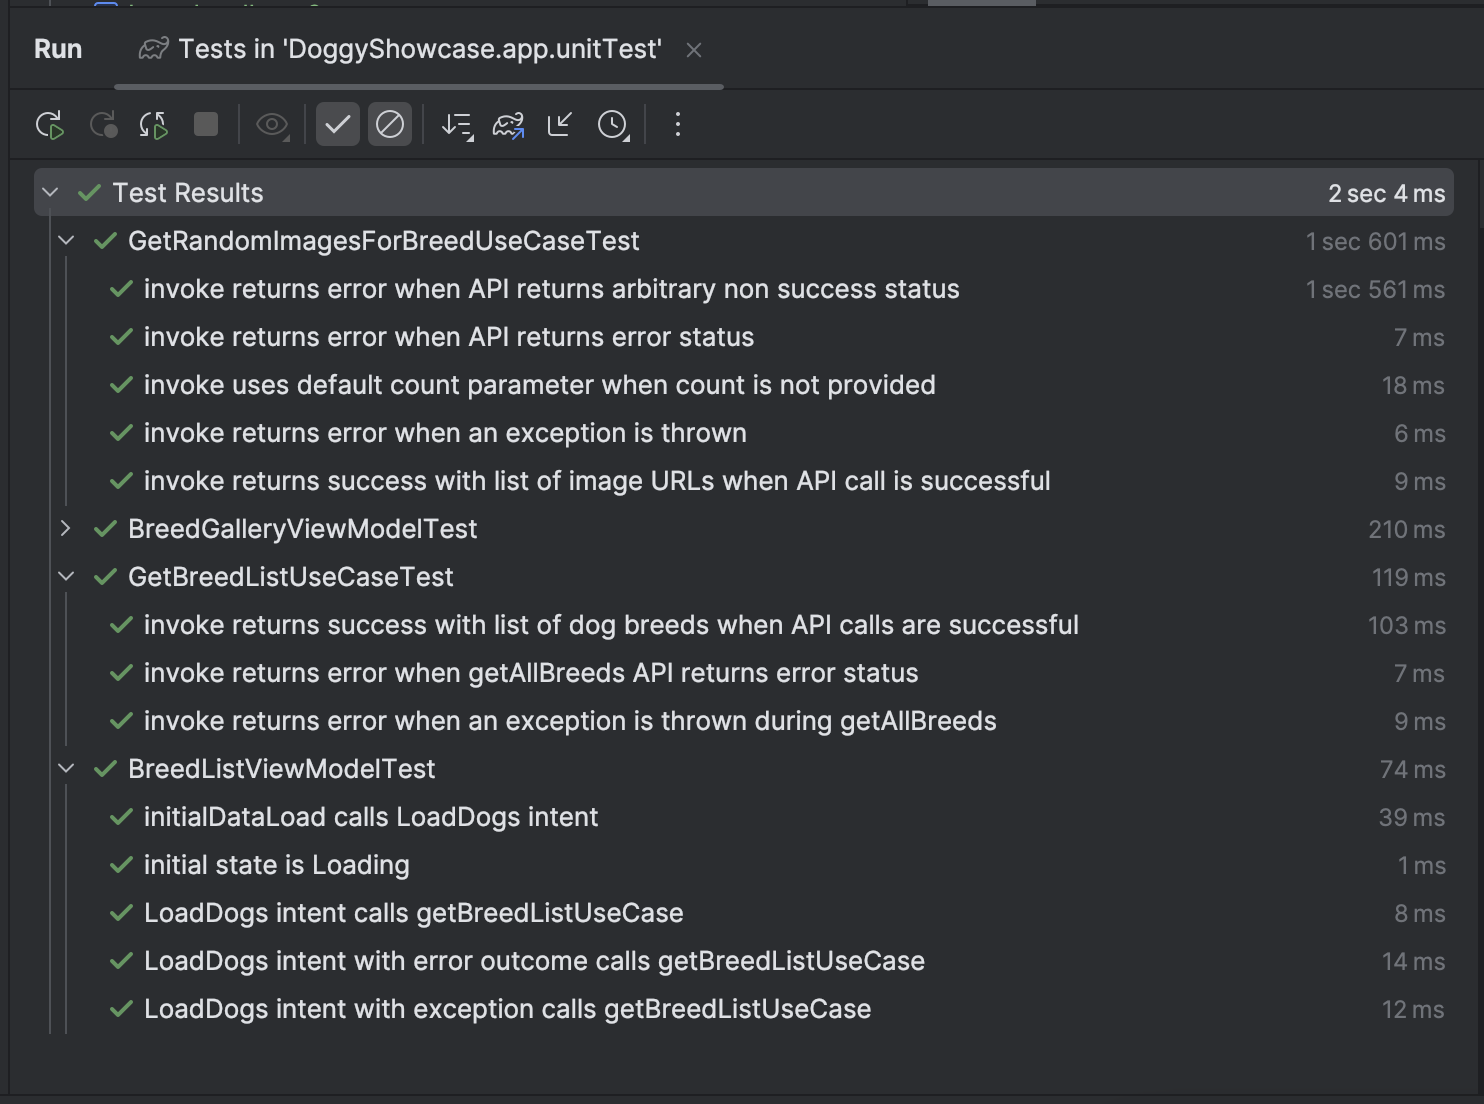 Run Tests in 'DoggyShowcase.app.unitTest'
Test Results 2 sec 4 ms
GetRandomImagesForBreedUseCaseTest 1 sec 601 ms
invoke returns error when API returns arbitrary non success status 1 sec 561 ms
invoke returns error when API returns error status 7 ms
invoke uses default count parameter when count is not provided 18 ms
invoke returns error when an exception is thrown 6 ms
invoke returns success with list of image URLs when API call is successful 9 ms
BreedGalleryViewModelTest 210 ms
GetBreedListUseCaseTest 119 ms
invoke returns success with list of dog breeds when API calls are successful 103 ms
invoke returns error when getAllBreeds API returns error status 7 ms
invoke returns error when an exception is thrown during getAllBreeds 9 ms
BreedListViewModelTest 74 ms
initialDataLoad calls LoadDogs intent 39 ms
initial state is Loading 1 ms
LoadDogs intent calls getBreedListUseCase 8 ms
LoadDogs intent with error outcome calls getBreedListUseCase 14 ms
LoadDogs intent with exception calls getBreedListUseCase 12 ms